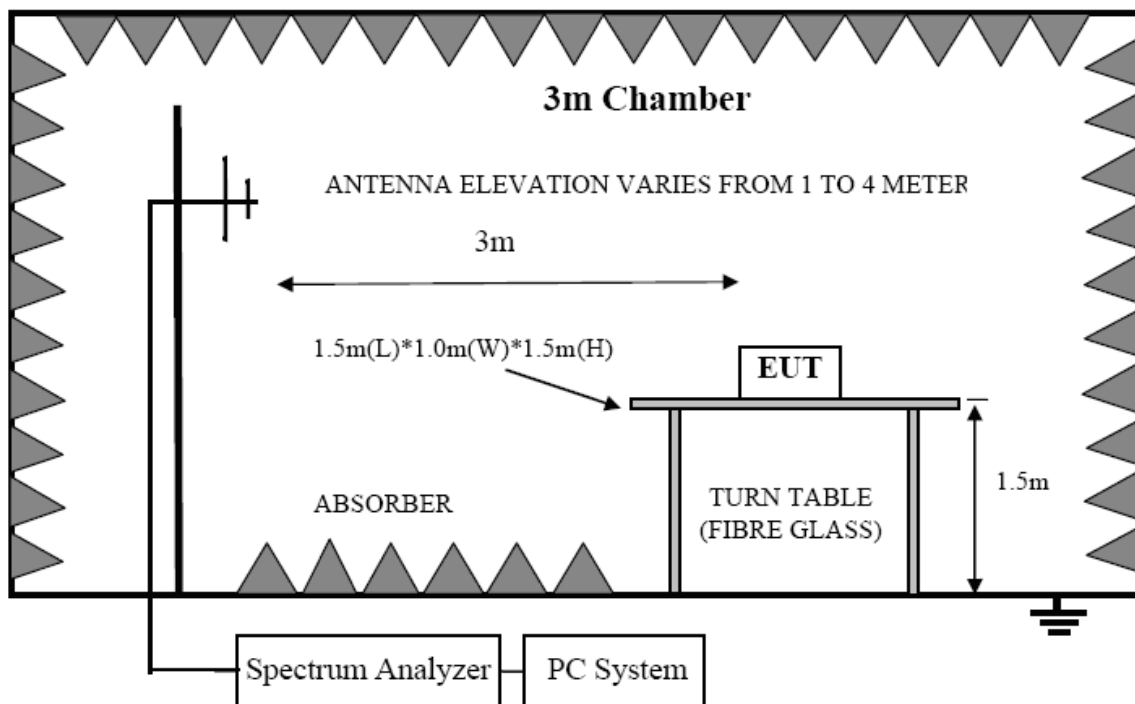 3m Chamber
ANTENNA ELEVATION VARIES FROM 1 TO 4 METER
3m
1.5m(L)*1.0m(W)*1.5m(H)
EUT
1.5m
ABSORBER
TURN TABLE
(FIBRE GLASS)
Spectrum Analyzer
PC System